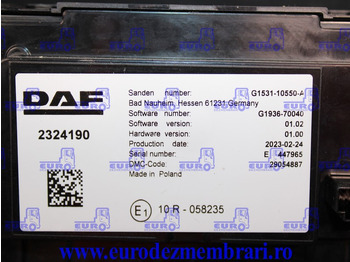 DAF
2324190
Sanden number: G1531-10550-A
Bad Nauheim, Hessen 61231,Germany
Software number: G1936-70040
Software version: 01.02
Hardware version: 01.00
Production date: 2023-02-24
Serial number: E 447965
DMC-Code 29054887
Made in Poland
E1 10 R - 058235
www.eurodezmembrari.ro